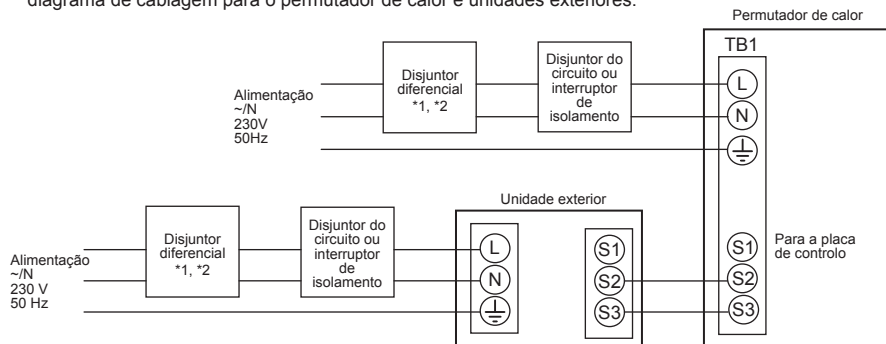 diagrama de cablagem para o permutador de calor e unidades exteriores.
Permutador de calor
TB1
Disjuntor
diferencial
*1, *2
Disjuntor do
circuito ou
interruptor
de
isolamento
Alimentação
~/N
230V
50Hz
L
N
Unidade exterior
Disjuntor
diferencial
*1, *2
Disjuntor do
circuito ou
interruptor
de
isolamento
Alimentação
~/N
230 V
50 Hz
L
N
S1
S2
S3
S1
S2
S3
Para a placa
de controlo